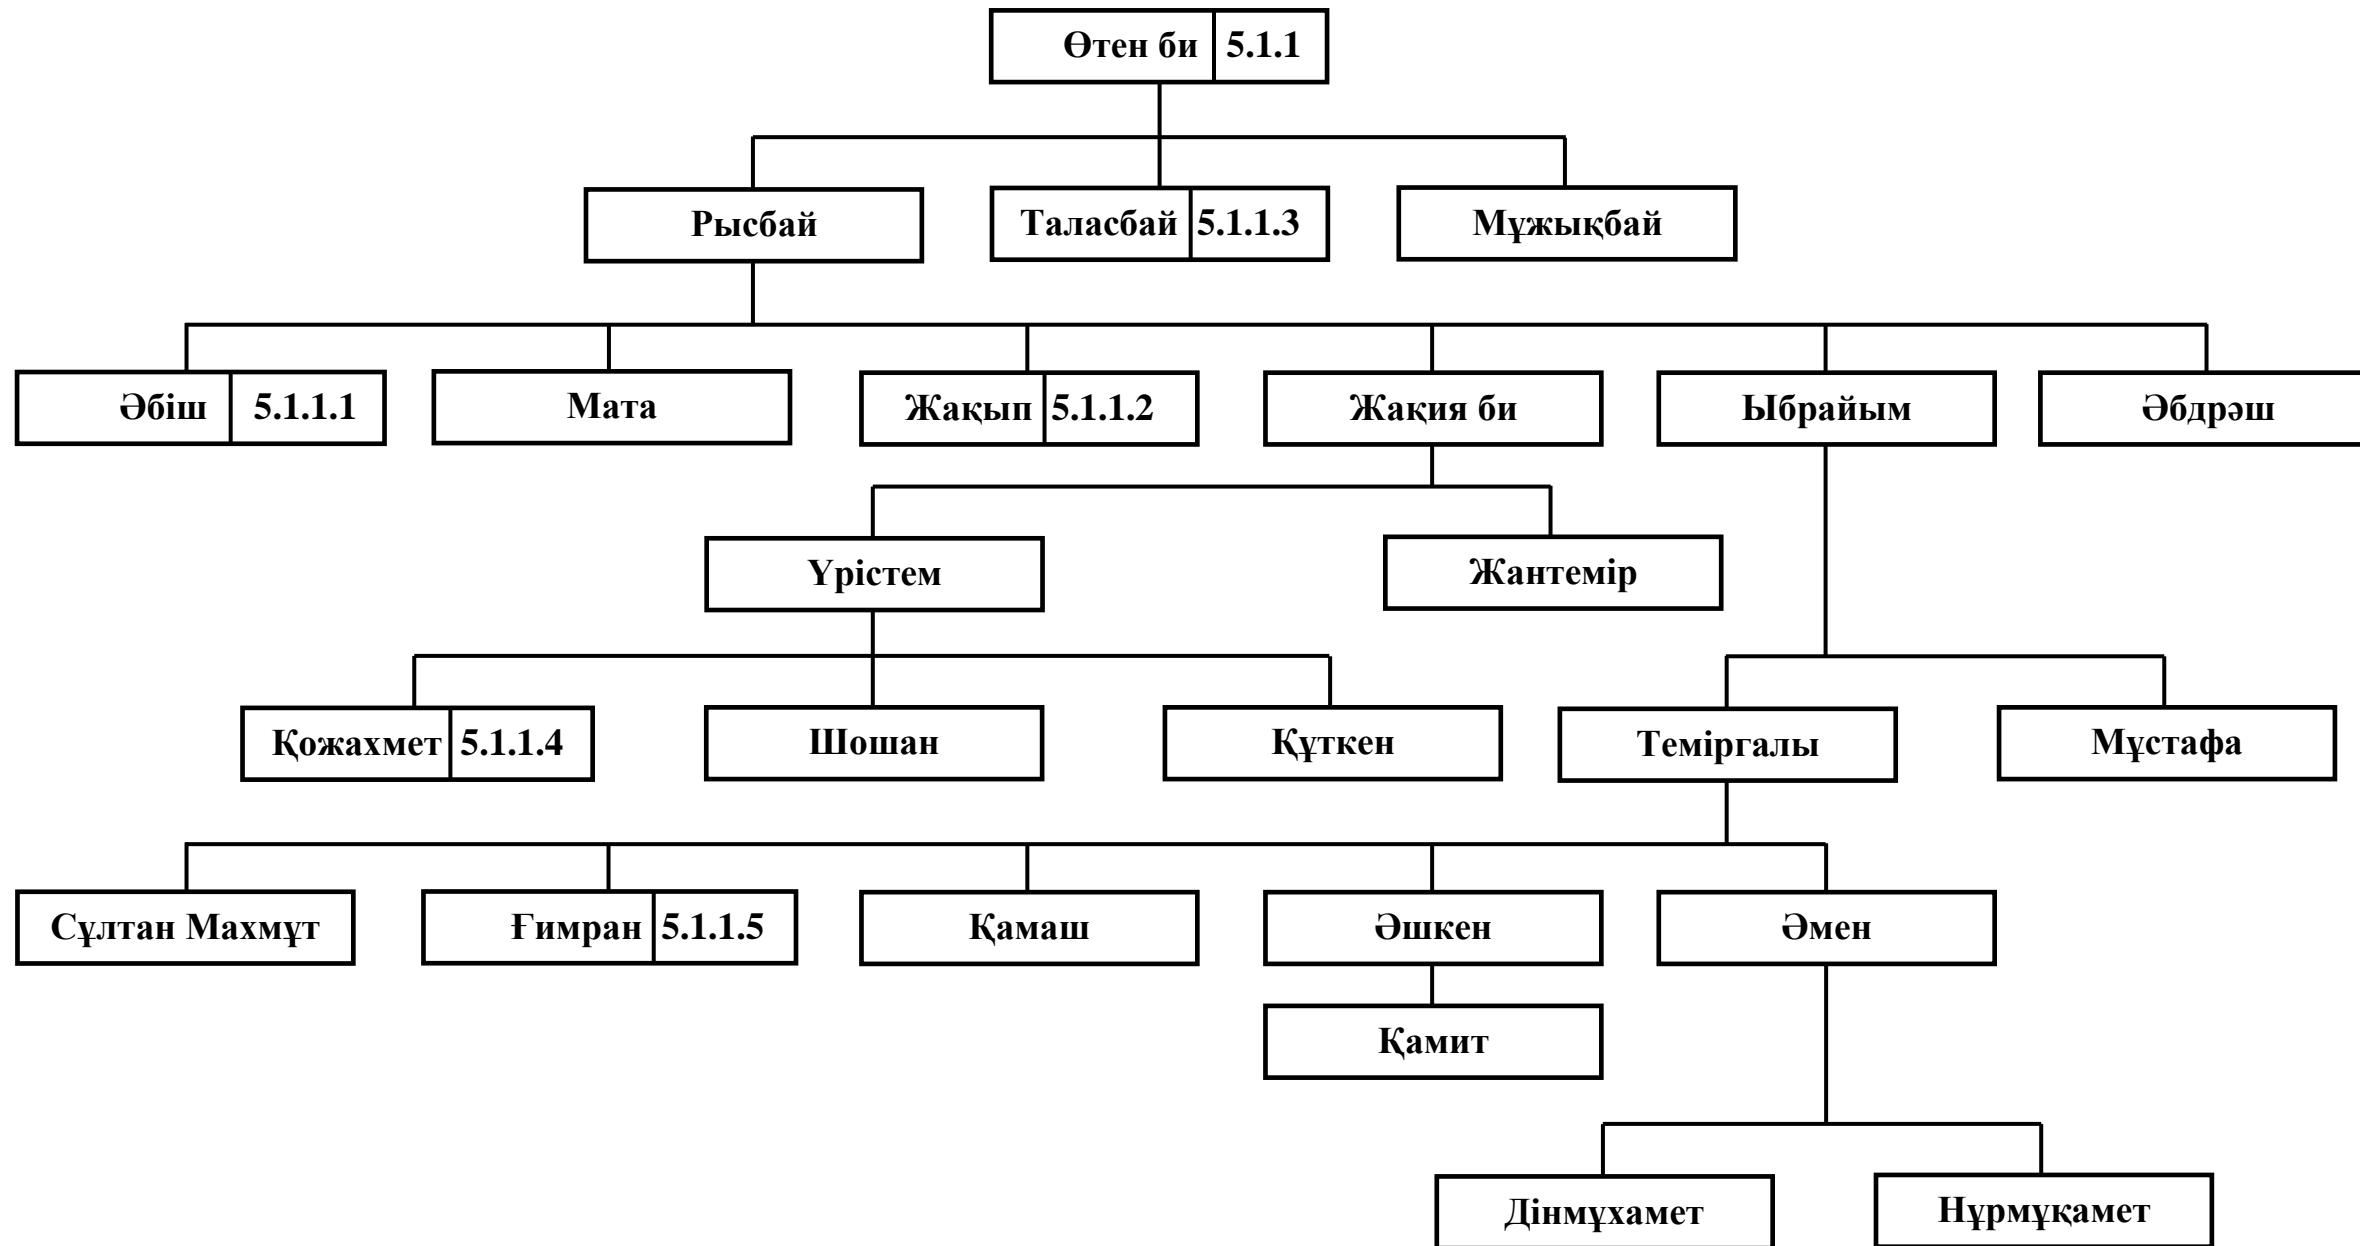 Өтен би 5.1.1
Рысбай
Таласбай 5.1.1.3
Мұжықбай
Әбіш 5.1.1.1
Мата
Жақып 5.1.1.2
Жақия би
Ыбрайым
Әбдрәш
Үрістем
Жантемір
Қожахмет 5.1.1.4
Шошан
Құткен
Теміргалы
Мұстафа
Сұлтан Махмұт
Ғимран 5.1.1.5
Қамаш
Әшкен
Әмен
Қамит
Дінмұхамет
Нұрмұқамет